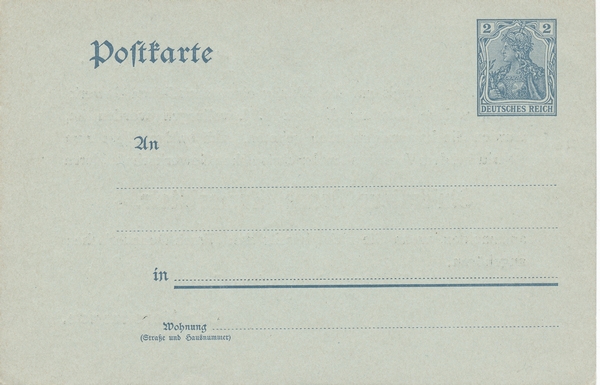 2 2
Poſtkarte
DEUTSCHES REICH
An
in
Wohnung
(Straße und Hausnummer)